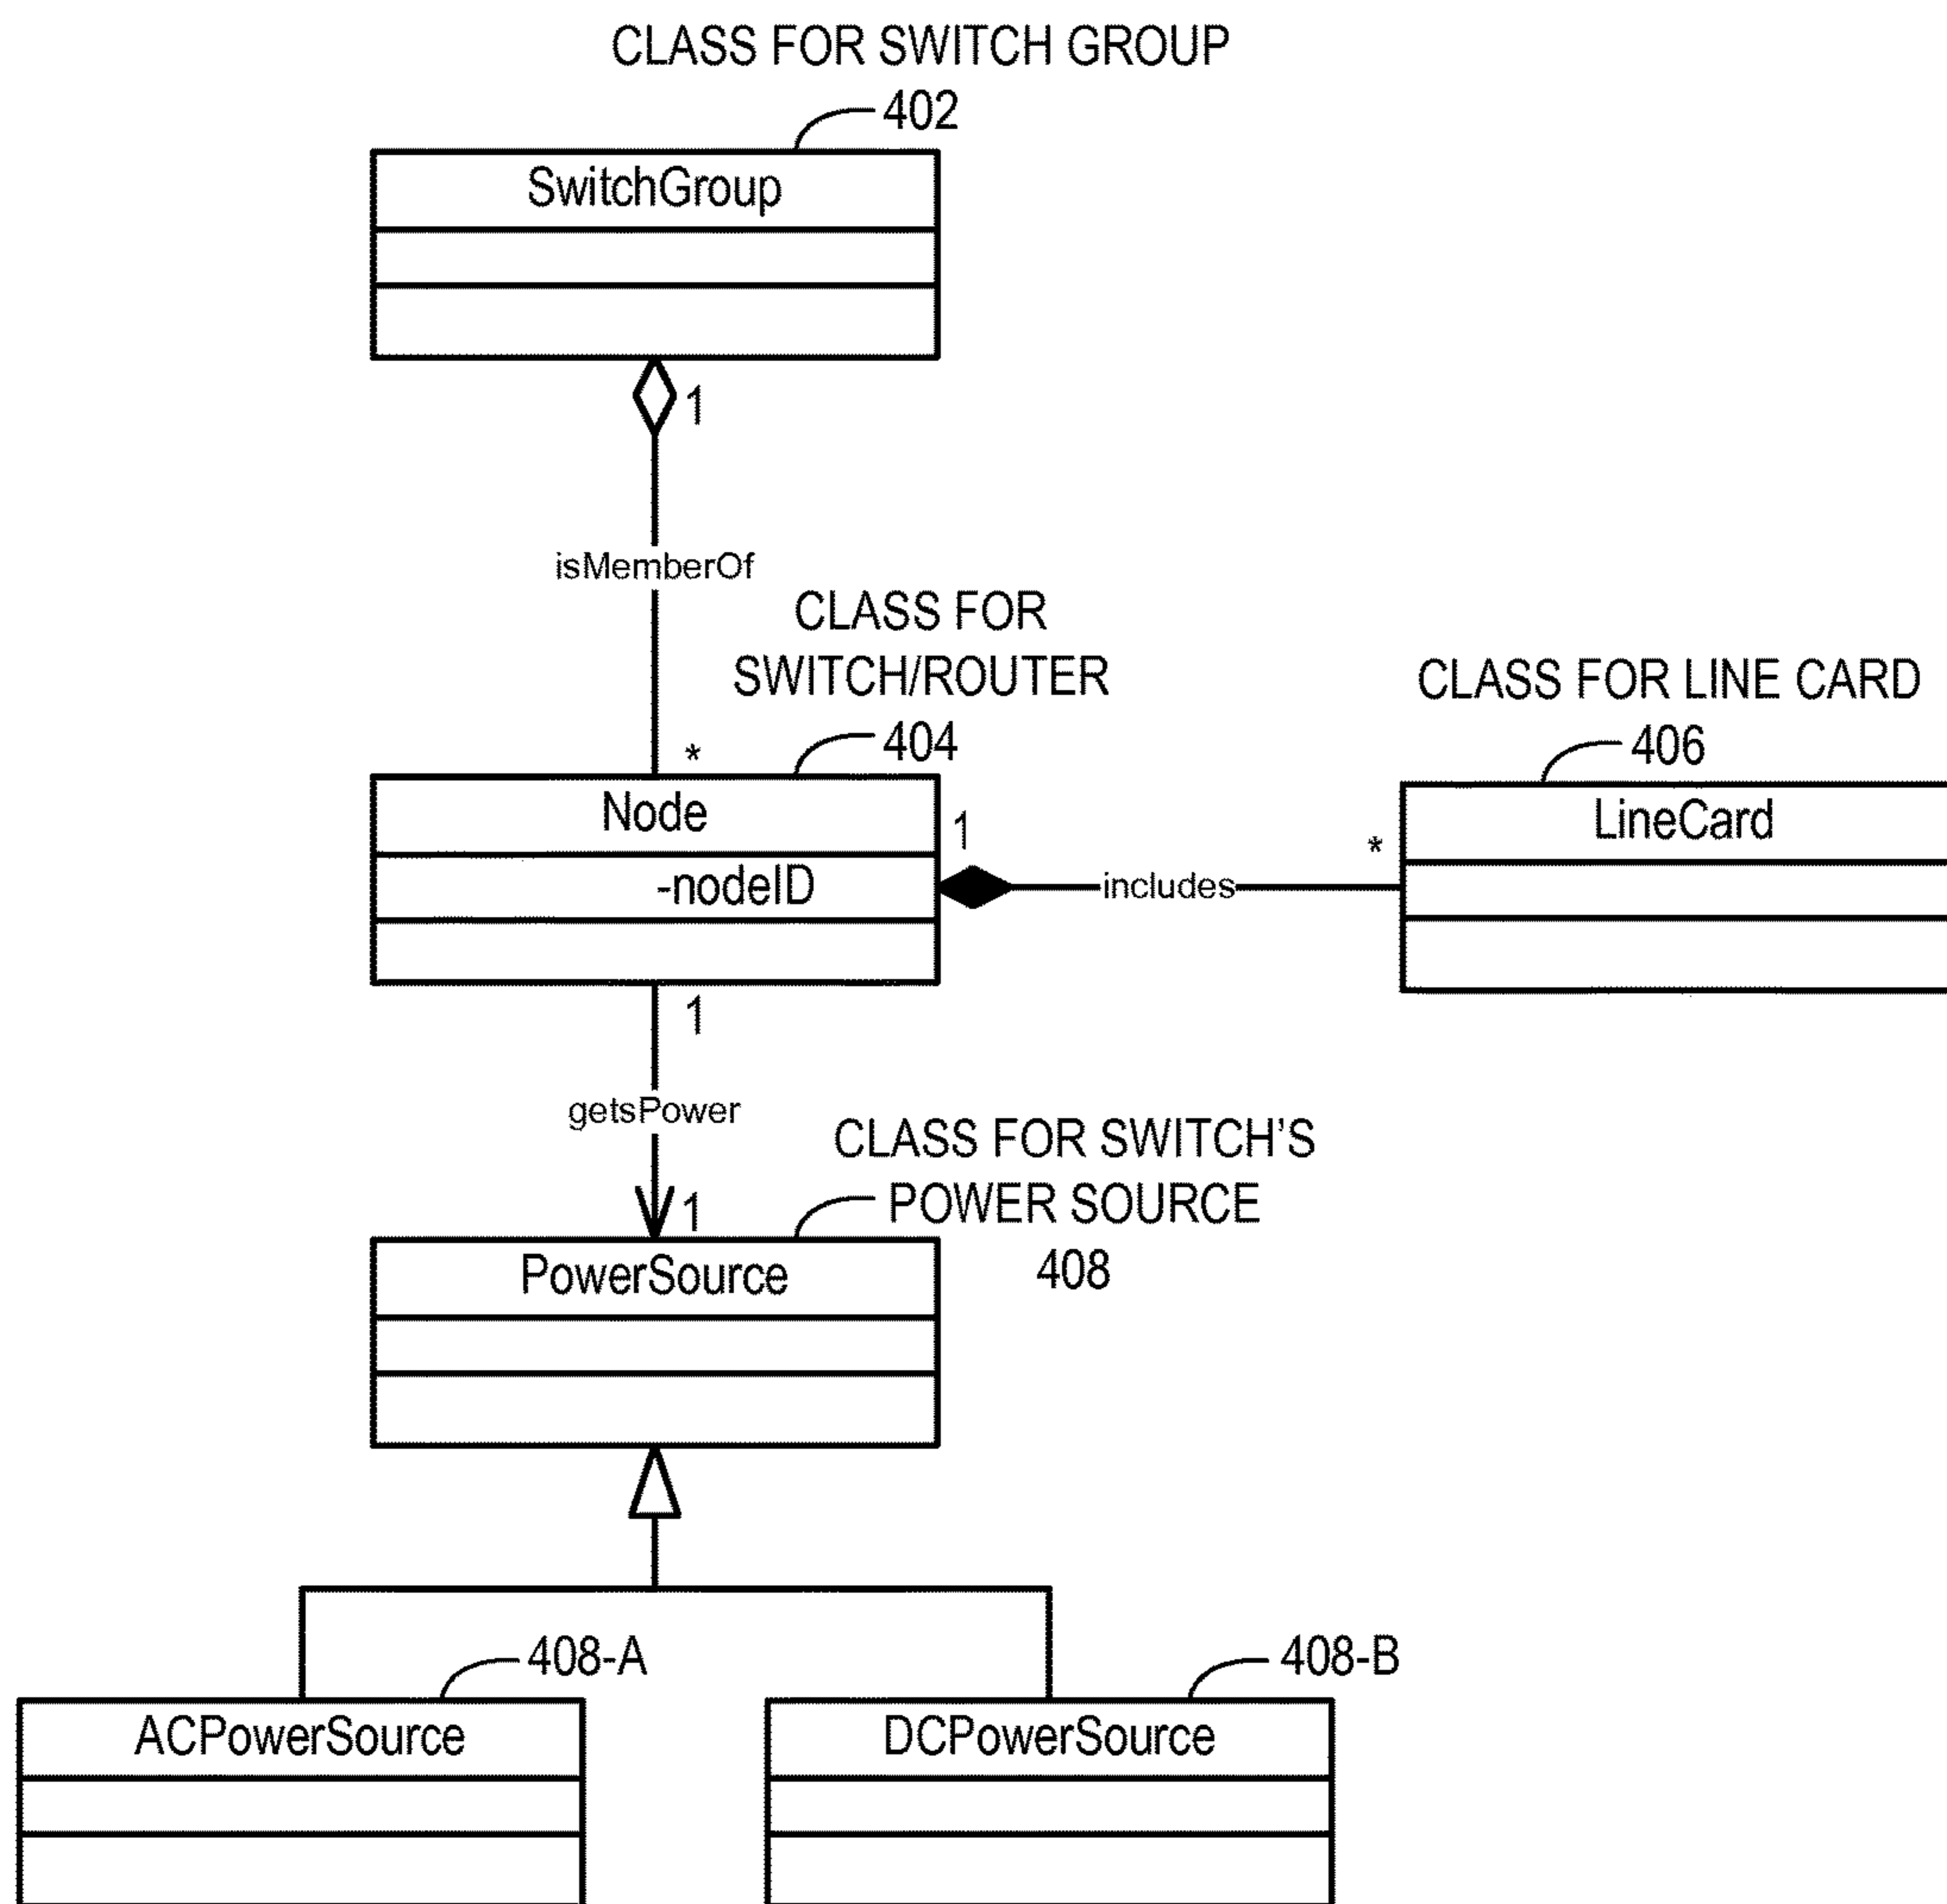 CLASS FOR SWITCH GROUP
402
SwitchGroup
1
isMemberOf
CLASS FOR
SWITCH/ROUTER
404
*
Node
-nodeID
1
includes
*
CLASS FOR LINE CARD
406
LineCard
1
getsPower
1
CLASS FOR SWITCH'S
POWER SOURCE
408
PowerSource
408-A
ACPowerSource
408-B
DCPowerSource